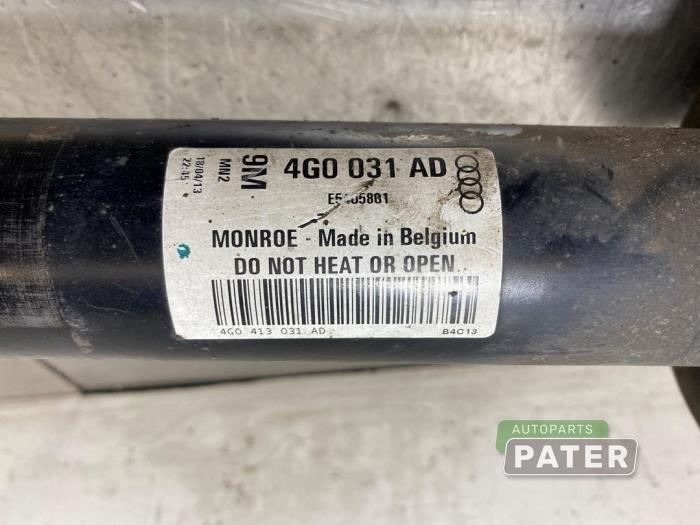 18/04/13
22:45
MN2
9M
4G0 031 AD
MONROE - Made in Belgium
DO NOT HEAT OR OPEN
4G0 413 031 AD
B4C13
AUTOPARTS
PATER